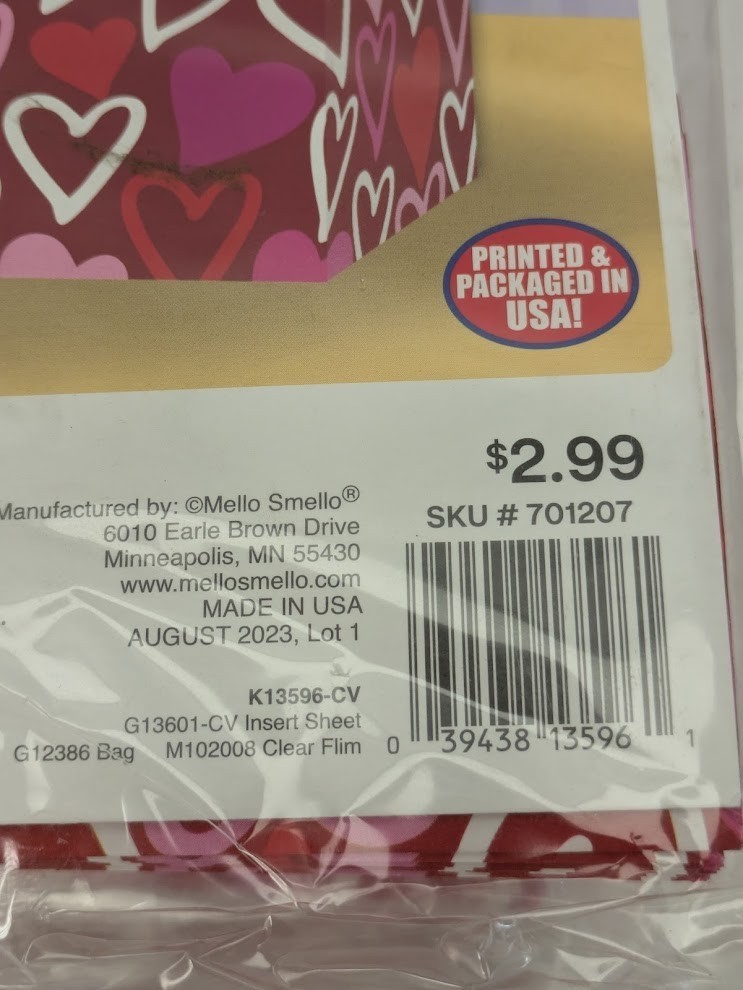 PRINTED &
PACKAGED IN
USA!
$2.99
SKU # 701207
Manufactured by: ©Mello Smello®
6010 Earle Brown Drive
Minneapolis, MN 55430
www.mellosmello.com
MADE IN USA
AUGUST 2023, Lot 1
K13596-CV
G13601-CV Insert Sheet
G12386 Bag M102008 Clear Flim
0 39438 13596 1